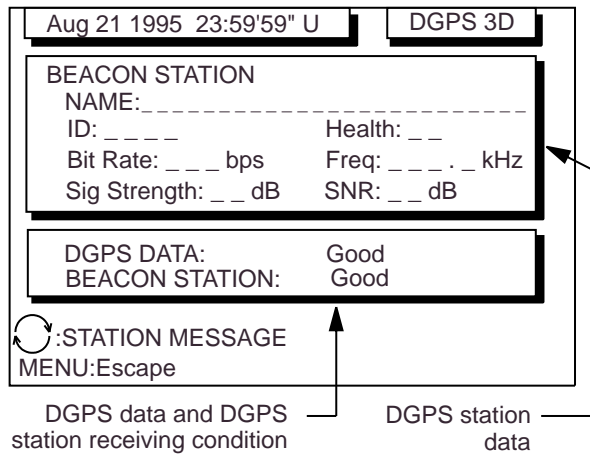 Aug 21 1995 23:59'59" U DGPS 3D
BEACON STATION
NAME:_ _ _ _ _ _ _ _ _ _ _ _ _ _ _ _ _ _ _ _ _ _ _ _
ID: _ _ _ _ Health: _ _
Bit Rate: _ _ _ bps Freq: _ _ _ . _ kHz
Sig Strength: _ _ dB SNR: _ _ dB
DGPS DATA: Good
BEACON STATION: Good
:STATION MESSAGE
MENU:Escape
DGPS data and DGPS
station receiving condition
DGPS station
data